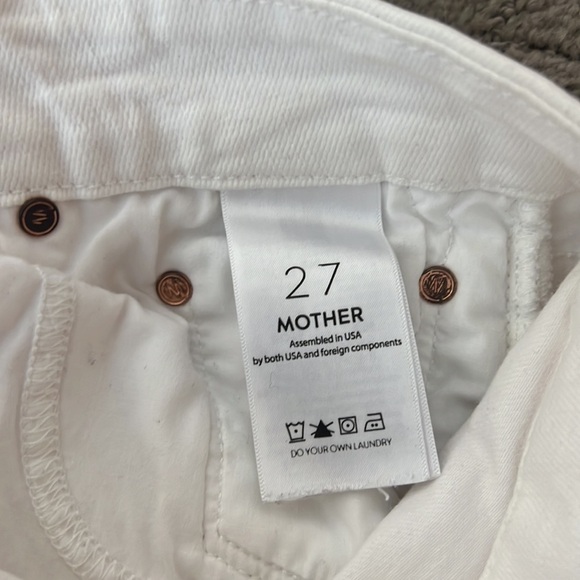 27
MOTHER
Assembled in USA
by both USA and foreign components
DO YOUR OWN LAUNDRY